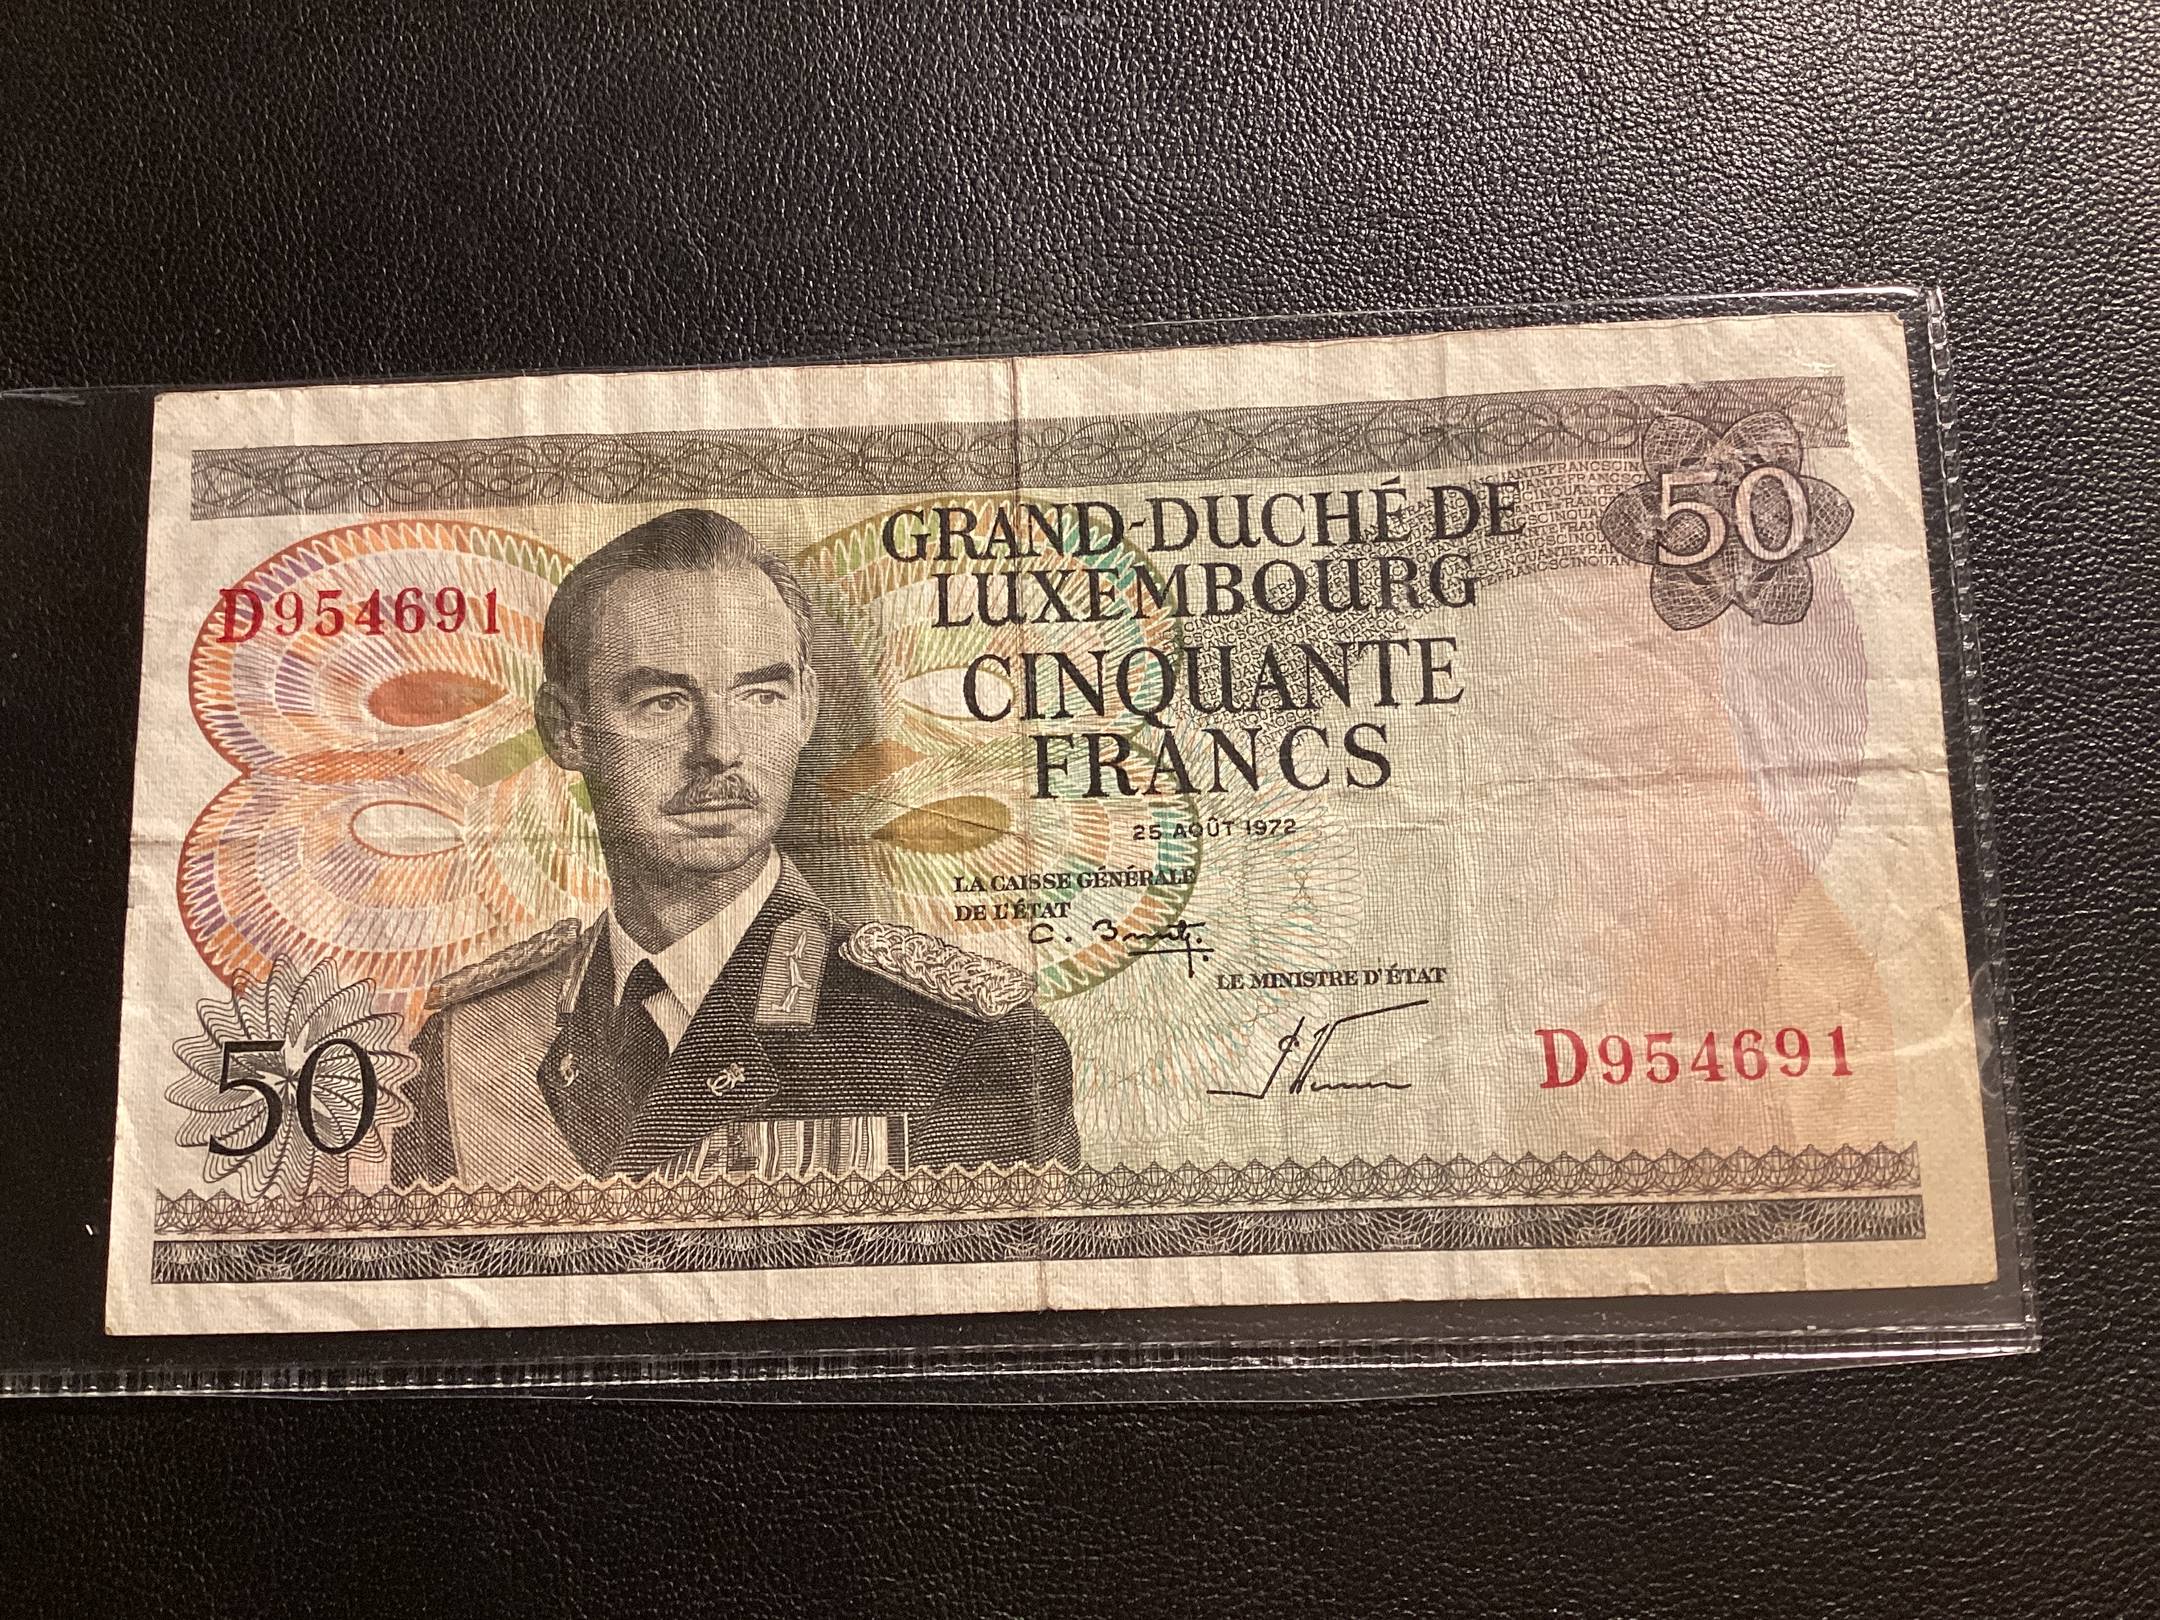 50
GRAND-DUCHÉ DE
LUXEMBOURG
D954691
CINQUANTE
FRANCS
25 AOÛT 1972
LA CAISSE GÉNÉRALE
DE L'ÉTAT
LE MINISTRE D'ÉTAT
D954691
50